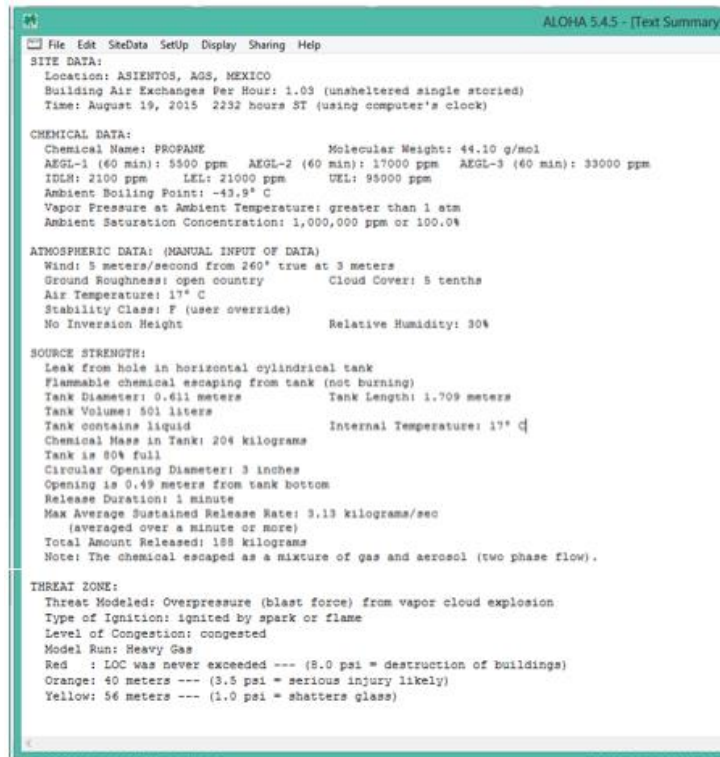 ALOHA 5.4.5 - [Text Summary
File Edit SiteData SetUp Display Sharing Help
SITE DATA:
Location: ASIENTOS, AGS, MEXICO
Building Air Exchanges Per Hour: 1.03 (unsheltered single storied)
Time: August 19, 2015 2232 hours ST (using computer's clock)
CHEMICAL DATA:
Chemical Name: PROPANE Molecular Weight: 44.10 g/mol
AEGL-1 (60 min): 5500 ppm AEGL-2 (60 min): 17000 ppm AEGL-3 (60 min): 33000 ppm
IDLH: 2100 ppm LEL: 21000 ppm UEL: 95000 ppm
Ambient Boiling Point: -43.9° C
Vapor Pressure at Ambient Temperature: greater than 1 atm
Ambient Saturation Concentration: 1,000,000 ppm or 100.0%
ATMOSPHERIC DATA: (MANUAL INPUT OF DATA)
Wind: 5 meters/second from 260° true at 3 meters
Ground Roughness: open country Cloud Cover: 5 tenths
Air Temperature: 17° C
Stability Class: F (user override)
No Inversion Height Relative Humidity: 30%
SOURCE STRENGTH:
Leak from hole in horizontal cylindrical tank
Flammable chemical escaping from tank (not burning)
Tank Diameter: 0.611 meters Tank Length: 1.709 meters
Tank Volume: 501 liters
Tank contains liquid Internal Temperature: 17° C
Chemical Mass in Tank: 204 kilograms
Tank is 80% full
Circular Opening Diameter: 3 inches
Opening is 0.49 meters from tank bottom
Release Duration: 1 minute
Max Average Sustained Release Rate: 3.13 kilograms/sec
(averaged over a minute or more)
Total Amount Released: 188 kilograms
Note: The chemical escaped as a mixture of gas and aerosol (two phase flow).
THREAT ZONE:
Threat Modeled: Overpressure (blast force) from vapor cloud explosion
Type of Ignition: ignited by spark or flame
Level of Congestion: congested
Model Run: Heavy Gas
Red : LOC was never exceeded --- (8.0 psi = destruction of buildings)
Orange: 40 meters --- (3.5 psi = serious injury likely)
Yellow: 56 meters --- (1.0 psi = shatters glass)